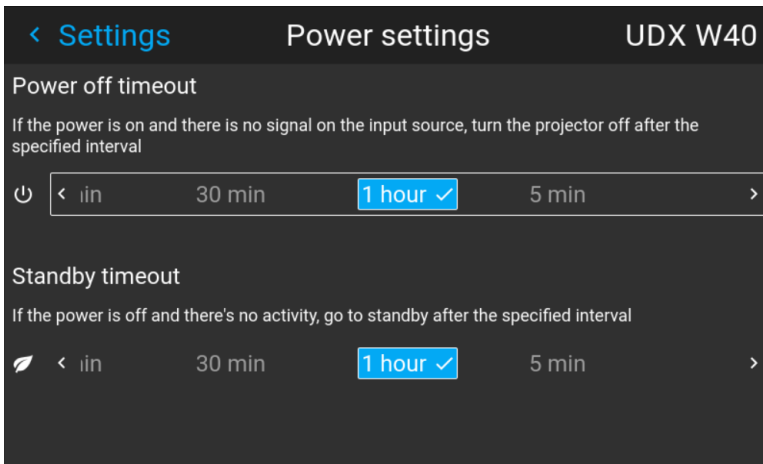 Settings Power settings UDX W40
Power off timeout
If the power is on and there is no signal on the input source, turn the projector off after the
specified interval
30 min 1 hour 5 min
Standby timeout
If the power is off and there's no activity, go to standby after the specified interval
30 min 1 hour 5 min